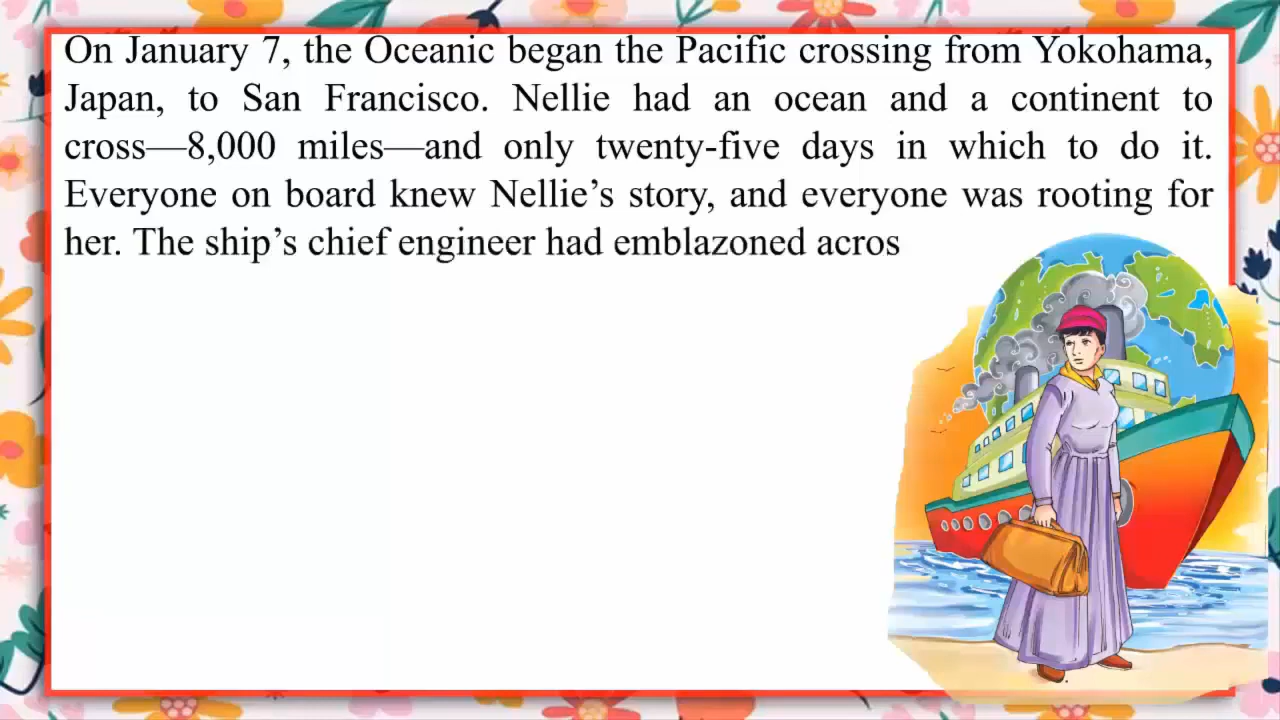 On January 7, the Oceanic began the Pacific crossing from Yokohama,
Japan, to San Francisco. Nellie had an ocean and a continent to
cross—8,000 miles—and only twenty-five days in which to do it.
Everyone on board knew Nellie’s story, and everyone was rooting for
her. The ship’s chief engineer had emblazoned acros